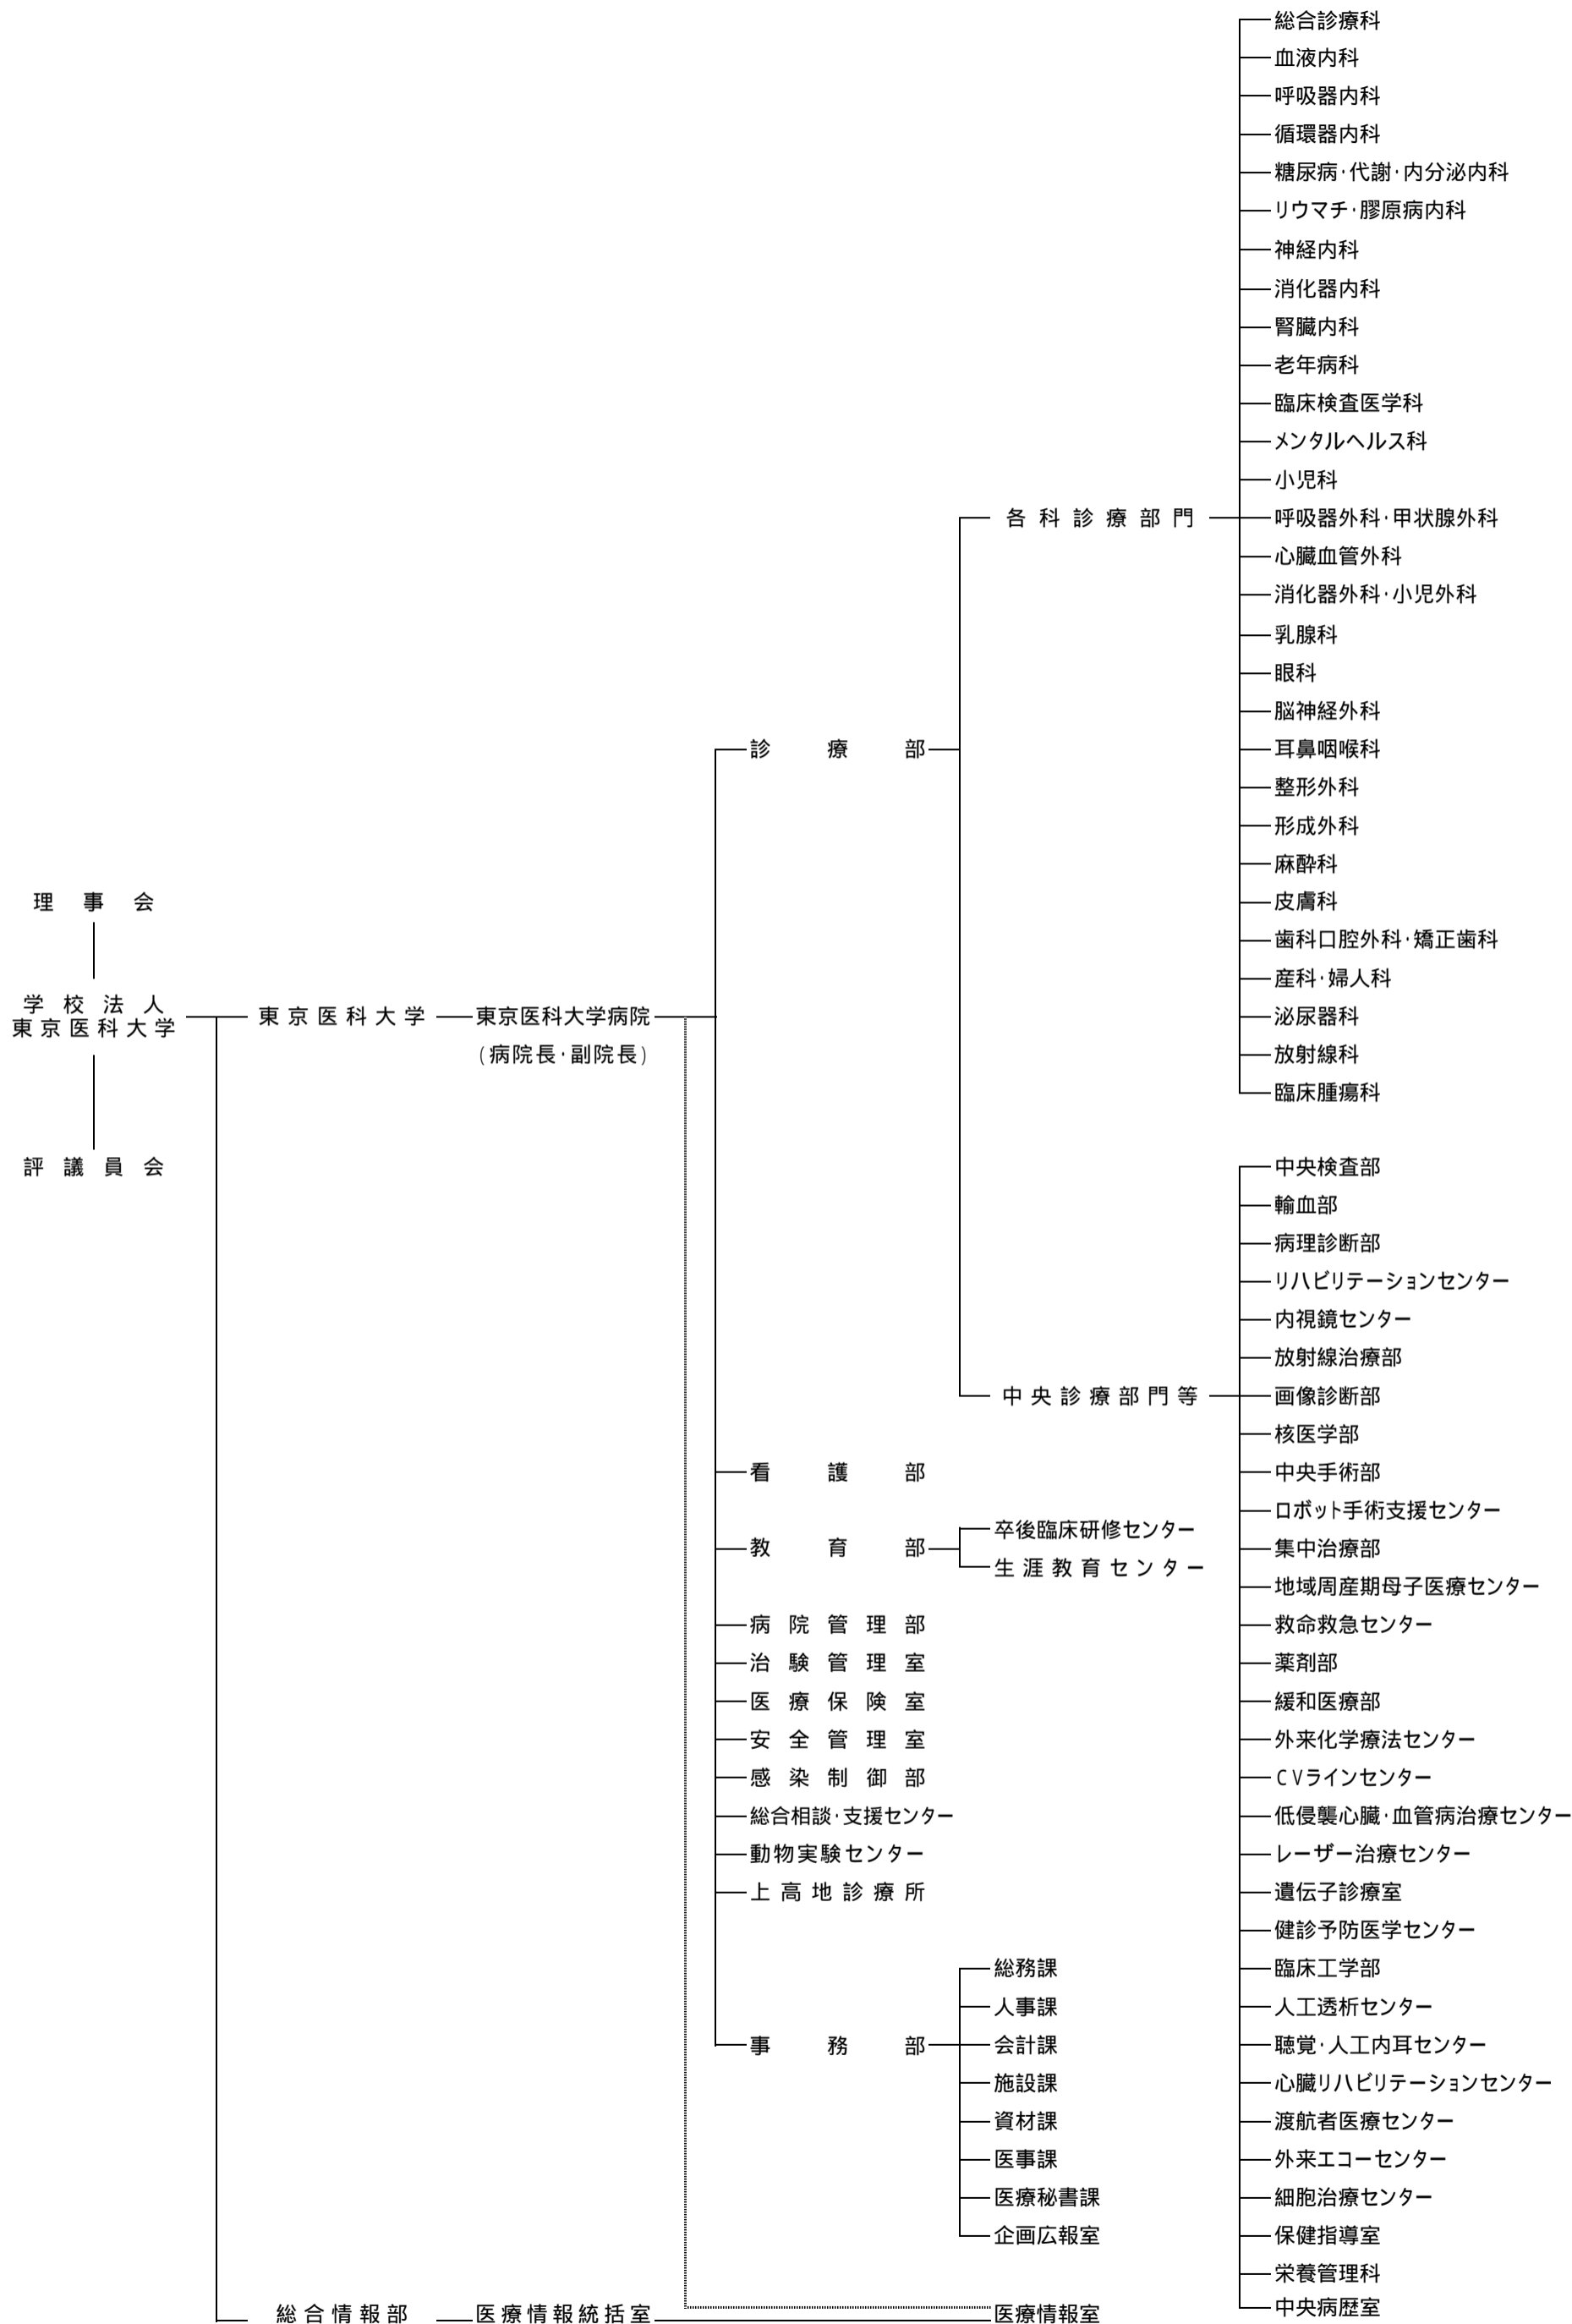 理事会
学校法人
東京医科大学
評議員会
東京医科大学
東京医科大学病院
(病院長・副院長)
診療部
各科診療部門
総合診療科
血液内科
呼吸器内科
循環器内科
糖尿病・代謝・内分泌内科
リウマチ・膠原病内科
神経内科
消化器内科
腎臓内科
老年病科
臨床検査医学科
メンタルヘルス科
小児科
呼吸器外科・甲状腺外科
心臓血管外科
消化器外科・小児外科
乳腺科
眼科
脳神経外科
耳鼻咽喉科
整形外科
形成外科
麻酔科
皮膚科
歯科口腔外科・矯正歯科
産科・婦人科
泌尿器科
放射線科
臨床腫瘍科
中央診療部門等
中央検査部
輸血部
病理診断部
リハビリテーションセンター
内視鏡センター
放射線治療部
画像診断部
核医学部
中央手術部
ロボット手術支援センター
集中治療部
地域周産期母子医療センター
救命救急センター
薬剤部
緩和医療部
外来化学療法センター
CVラインセンター
低侵襲心臓・血管病治療センター
レーザー治療センター
遺伝子診療室
健診予防医学センター
臨床工学部
人工透析センター
聴覚・人工内耳センター
心臓リハビリテーションセンター
渡航者医療センター
外来エコーセンター
細胞治療センター
保健指導室
栄養管理科
中央病歴室
看護部
教育部
卒後臨床研修センター
生涯教育センター
病院管理部
治験管理室
医療保険室
安全管理室
感染制御部
総合相談・支援センター
動物実験センター
上高地診療所
事務部
総務課
人事課
会計課
施設課
資材課
医事課
医療秘書課
企画広報室
総合情報部
医療情報統括室
医療情報室